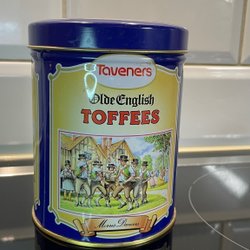 Taveners
Olde English
TOFFEES
Morris Dancers